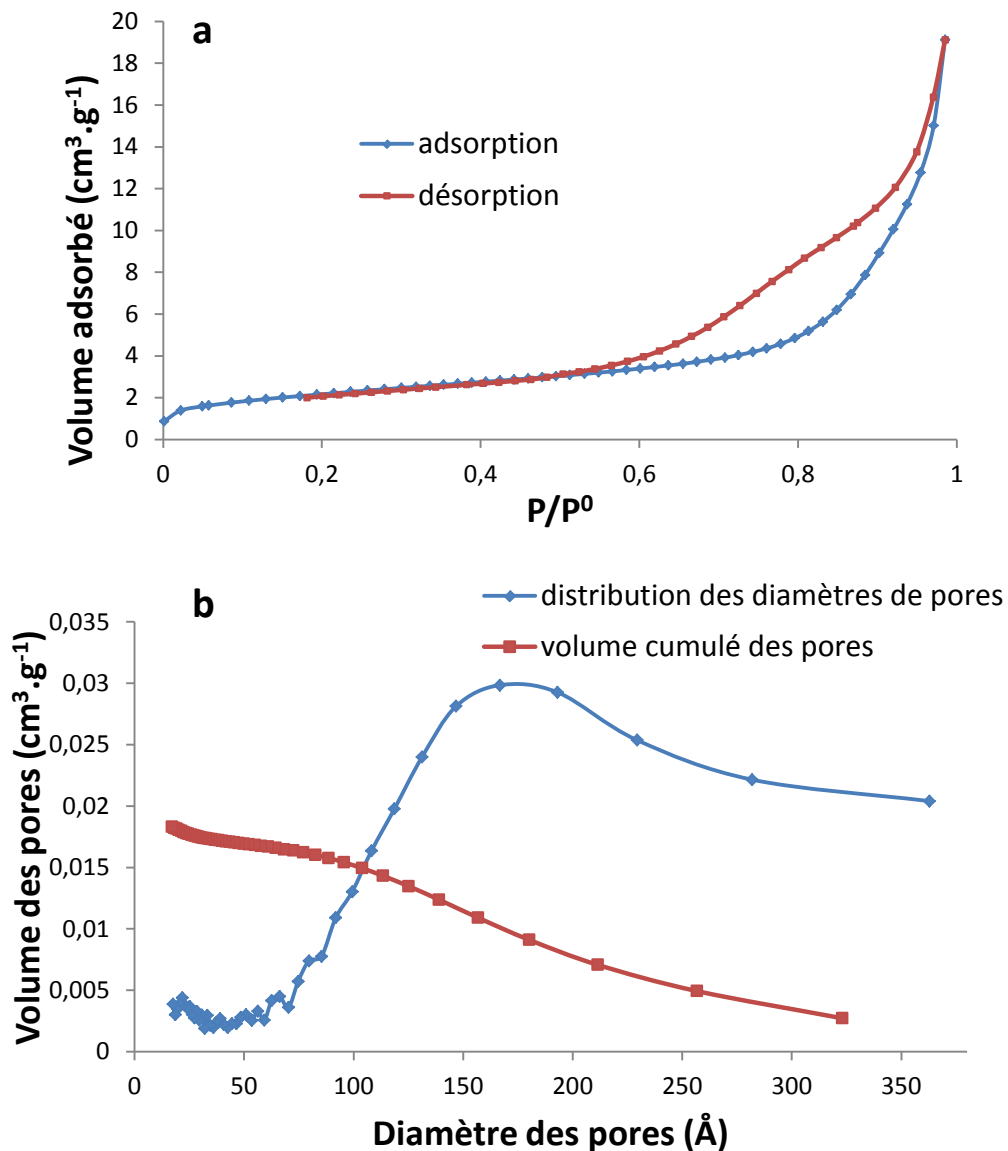 a
20
18
16
14
12
10
8
6
4
2
0
Volume adsorbé (cm³·g⁻¹)
adsorption
désorption
0 0,2 0,4 0,6 0,8 1
P/P⁰
b
distribution des diamètres de pores
volume cumulé des pores
0,035
0,03
0,025
0,02
0,015
0,01
0,005
0
Volume des pores (cm³·g⁻¹)
0 50 100 150 200 250 300 350
Diamètre des pores (Å)